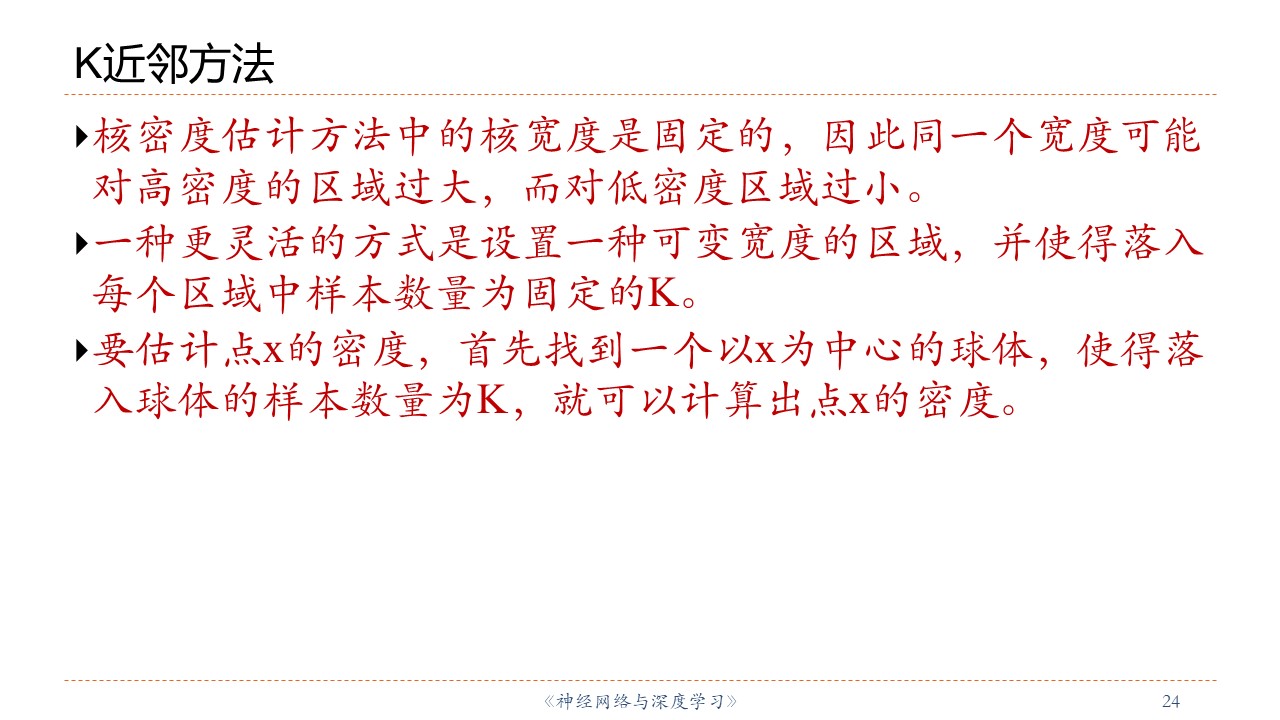 K近邻方法
核密度估计方法中的核宽度是固定的，因此同一个宽度可能
对高密度的区域过大，而对低密度区域过小。
一种更灵活的方式是设置一种可变宽度的区域，并使得落入
每个区域中样本数量为固定的K。
要估计点x的密度，首先找到一个以x为中心的球体，使得落
入球体的样本数量为K，就可以计算出点x的密度。
《神经网络与深度学习》
24